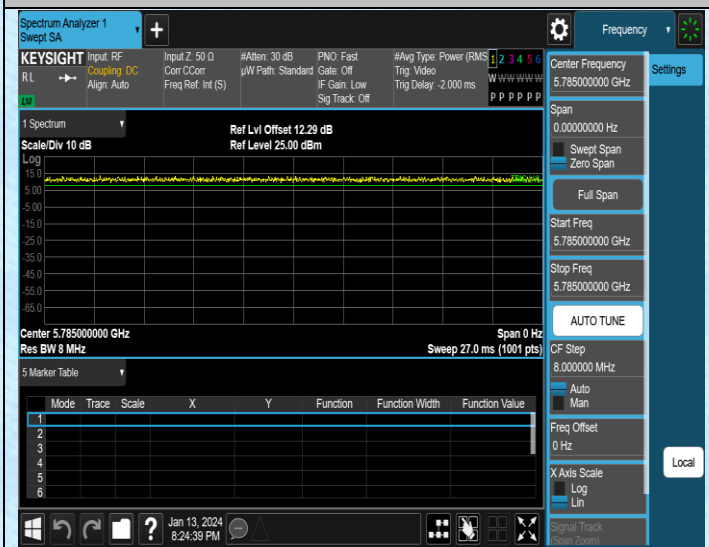 Spectrum Analyzer 1
Swept SA
Frequency
KEYSIGHT
RL
LXI
Input: RF
Coupling: DC
Align: Auto
Input Z: 50 Ω
Corr CCorr
Freq Ref: Int (S)
#Atten: 30 dB
µW Path: Standard
PNO: Fast
Gate: Off
IF Gain: Low
Sig Track: Off
#Avg Type: Power (RMS
Trig: Video
Trig Delay: -2.000 ms
1 2 3 4 5 6
W W W W W W
P P P P P P
1 Spectrum
Scale/Div 10 dB
Ref Lvl Offset 12.29 dB
Ref Level 25.00 dBm
Log
15.0
5.00
-5.00
-15.0
-25.0
-35.0
-45.0
-55.0
-65.0
Center 5.785000000 GHz
Res BW 8 MHz
Span 0 Hz
Sweep 27.0 ms (1001 pts)
5 Marker Table
Mode Trace Scale X Y Function Function Width Function Value
1
2
3
4
5
6
Center Frequency
5.785000000 GHz
Span
0.00000000 Hz
Swept Span
Zero Span
Full Span
Start Freq
5.785000000 GHz
Stop Freq
5.785000000 GHz
AUTO TUNE
CF Step
8.000000 MHz
Auto
Man
Freq Offset
0 Hz
X Axis Scale
Log
Lin
Signal Track
(Span Zoom)
Settings
Local
?
Jan 13, 2024
8:24:39 PM